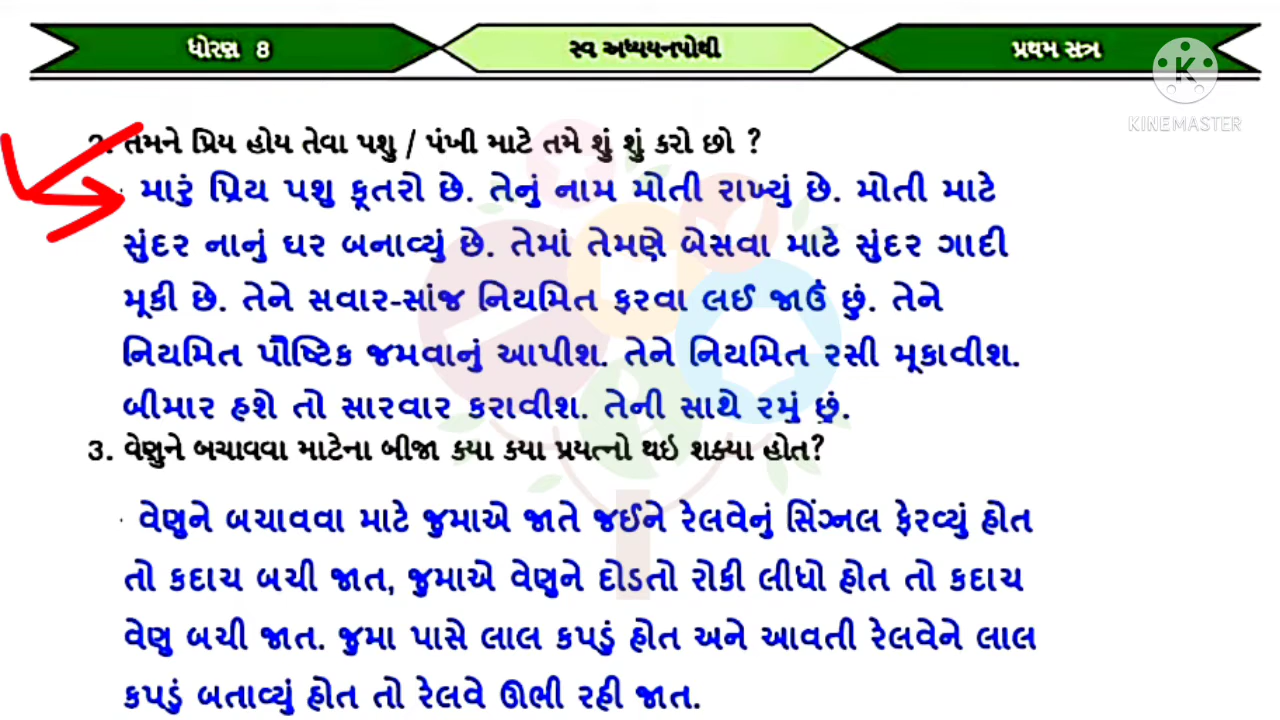 ધોરણ 8
સ્વ અધ્યયનપોથી
પ્રથમ સત્ર
KINEMASTER
2. તમને પ્રિય હોય તેવા પશુ / પંખી માટે તમે શું શું કરો છો ?
મારું પ્રિય પશુ કૂતરો છે. તેનું નામ મોતી રાખ્યું છે. મોતી માટે
સુંદર નાનું ઘર બનાવ્યું છે. તેમાં તેમણે બેસવા માટે સુંદર ગાદી
મૂકી છે. તેને સવાર-સાંજ નિયમિત ફરવા લઈ જાઉં છું. તેને
નિયમિત પૌષ્ટિક જમવાનું આપીશ. તેને નિયમિત રસી મૂકાવીશ.
બીમાર હશે તો સારવાર કરાવીશ. તેની સાથે રમું છું.
3. વેણુને બચાવવા માટેના બીજા ક્યા ક્યા પ્રયત્નો થઇ શક્યા હોત?
વેણુને બચાવવા માટે જુમાએ જાતે જઈને રેલવેનું સિંગ્નલ ફેરવ્યું હોત
તો કદાચ બચી જાત, જુમાએ વેણુને દોડતો રોકી લીધો હોત તો કદાચ
વેણુ બચી જાત. જુમા પાસે લાલ કપડું હોત અને આવતી રેલવેને લાલ
કપડું બતાવ્યું હોત તો રેલવે ઊભી રહી જાત.